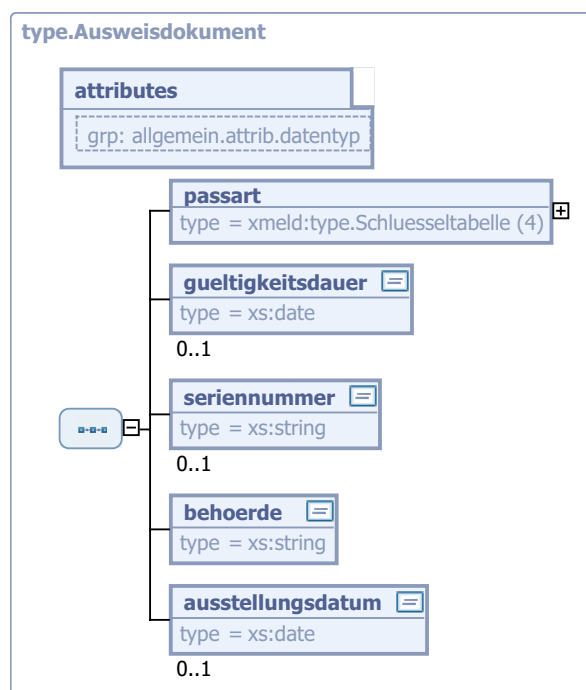 type.Ausweisdokument
attributes
grp: allgemein.attrib.datentyp
passart
type = xmeld:type.Schluesseltabelle (4)
gueltigkeitsdauer
type = xs:date
0..1
seriennummer
type = xs:string
0..1
behoerde
type = xs:string
ausstellungsdatum
type = xs:date
0..1